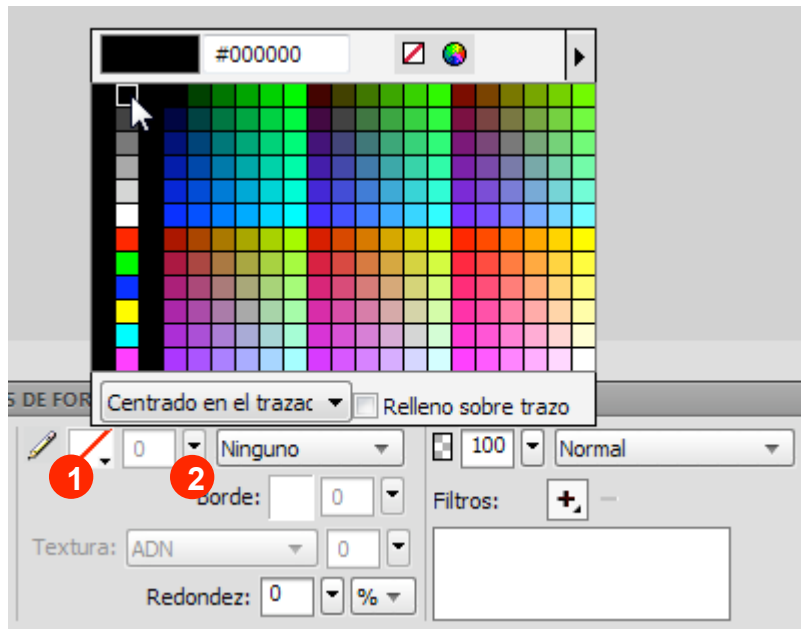 #000000
Centrado en el trazac
Relleno sobre trazo
S DE FOR
1
0
2
Ninguno
100
Normal
Borde:
0
Filtros:
Textura:
ADN
0
Redondez:
0
%